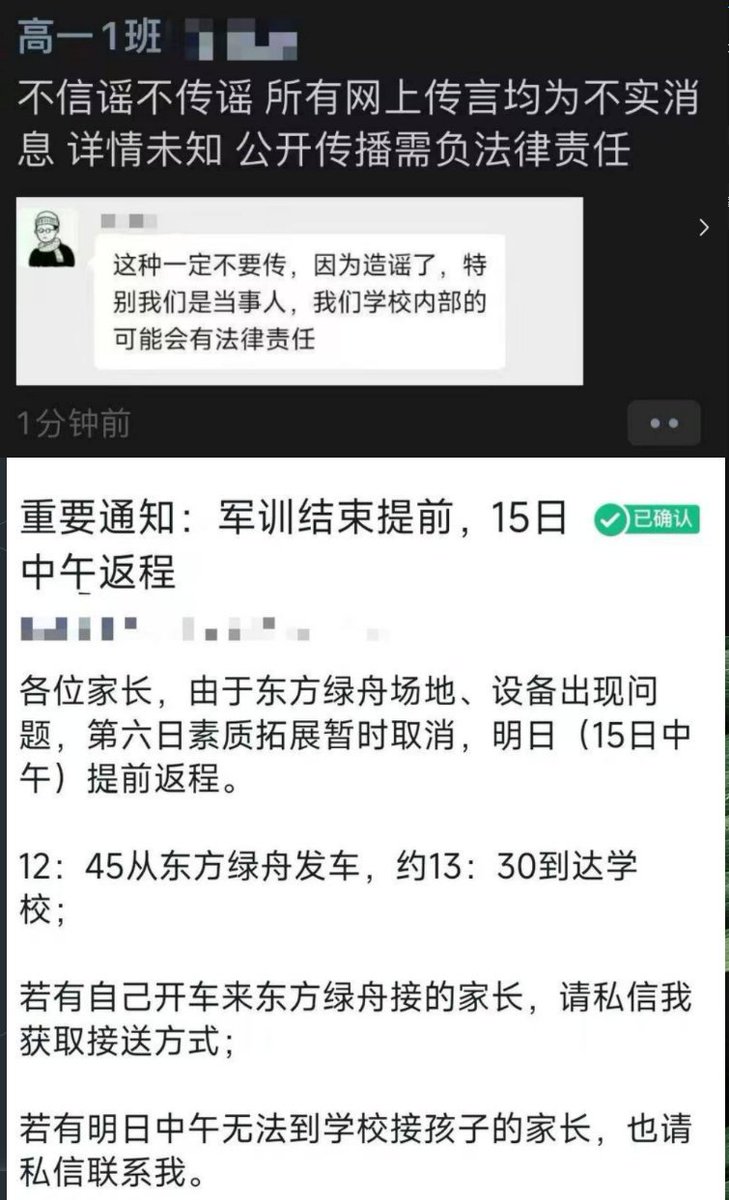 高一1班
不信谣不传谣 所有网上传言均为不实消
息 详情未知 公开传播需负法律责任
这种一定不要传，因为造谣了，特
别我们是当事人，我们学校内部的
可能会有法律责任
1分钟前
重要通知：军训结束提前，15日
已确认
中午返程
各位家长，由于东方绿舟场地、设备出现问
题，第六日素质拓展暂时取消，明日（15日中
午）提前返程。
12：45从东方绿舟发车，约13：30到达学
校；
若有自己开车来东方绿舟接的家长，请私信我
获取接送方式；
若有明日中午无法到学校接孩子的家长，也请
私信联系我。